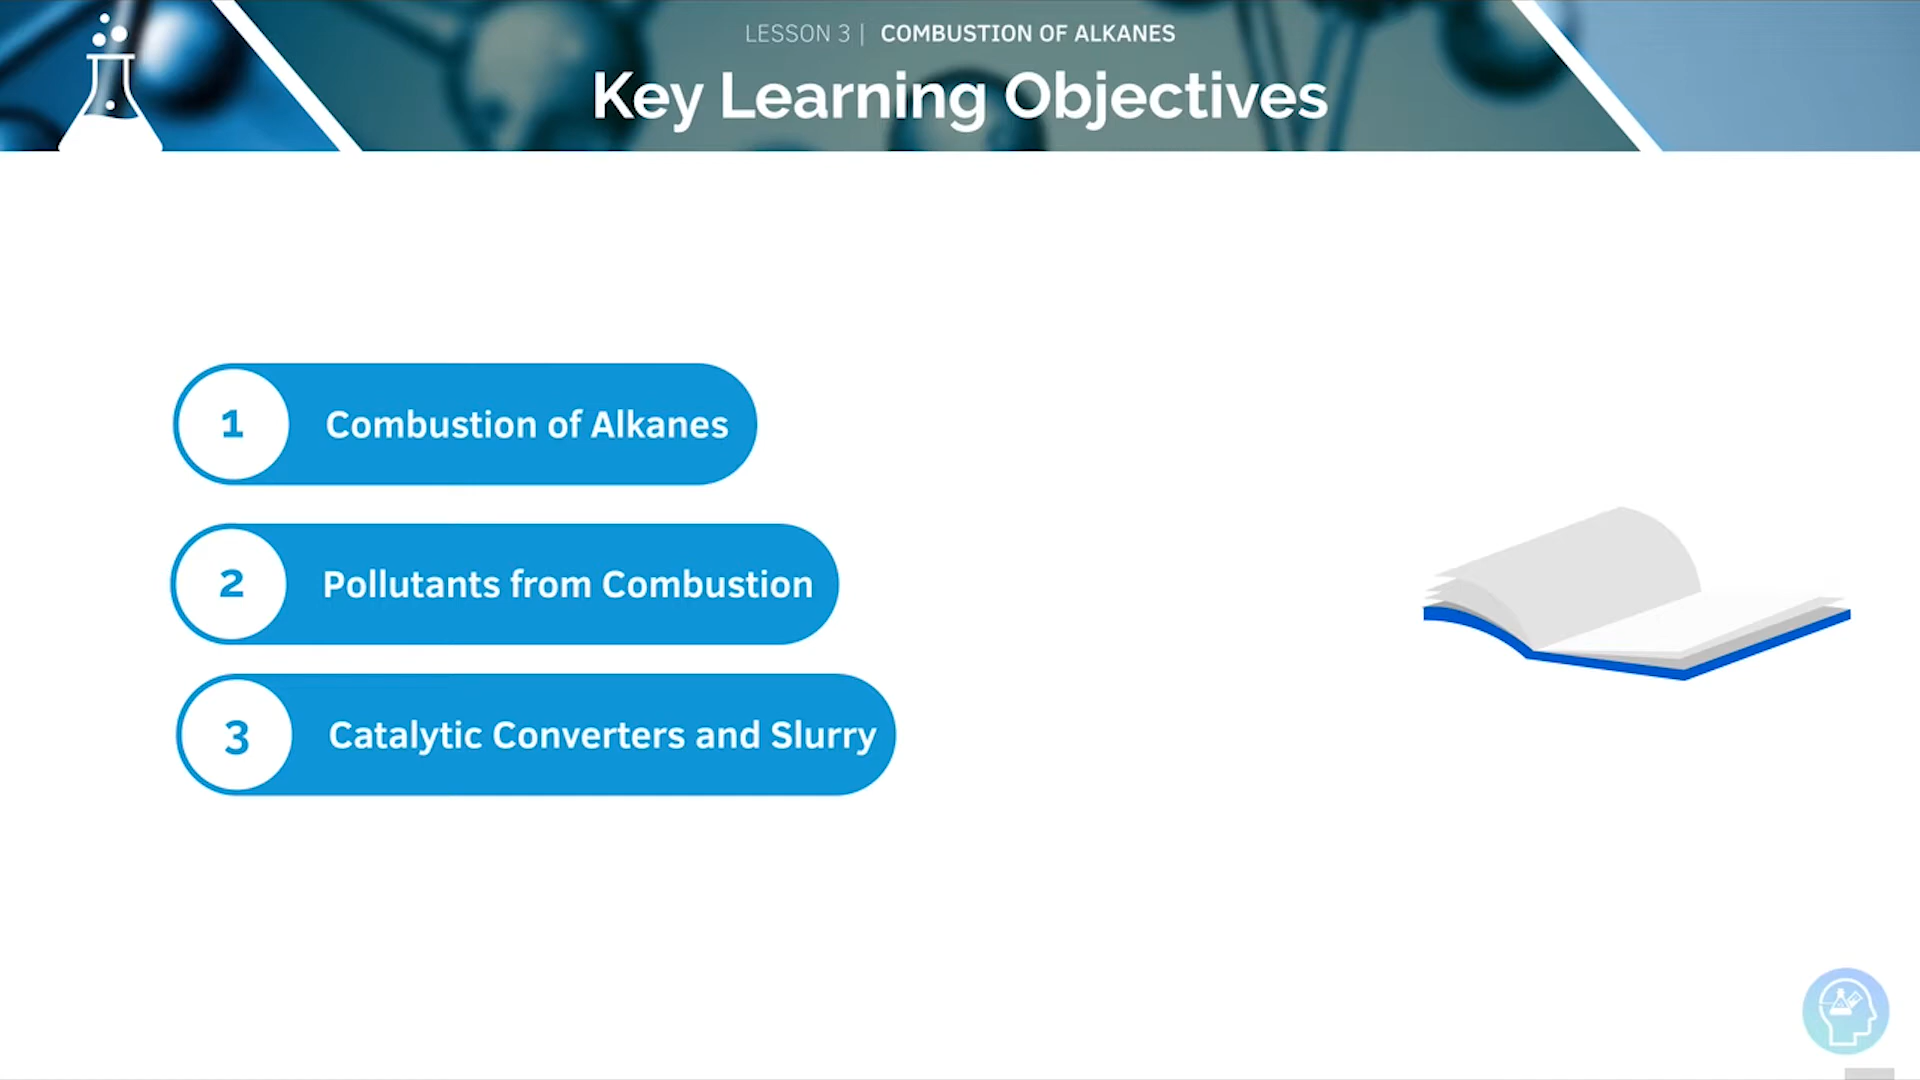 LESSON 3 | COMBUSTION OF ALKANES
Key Learning Objectives
1 Combustion of Alkanes
2 Pollutants from Combustion
3 Catalytic Converters and Slurry